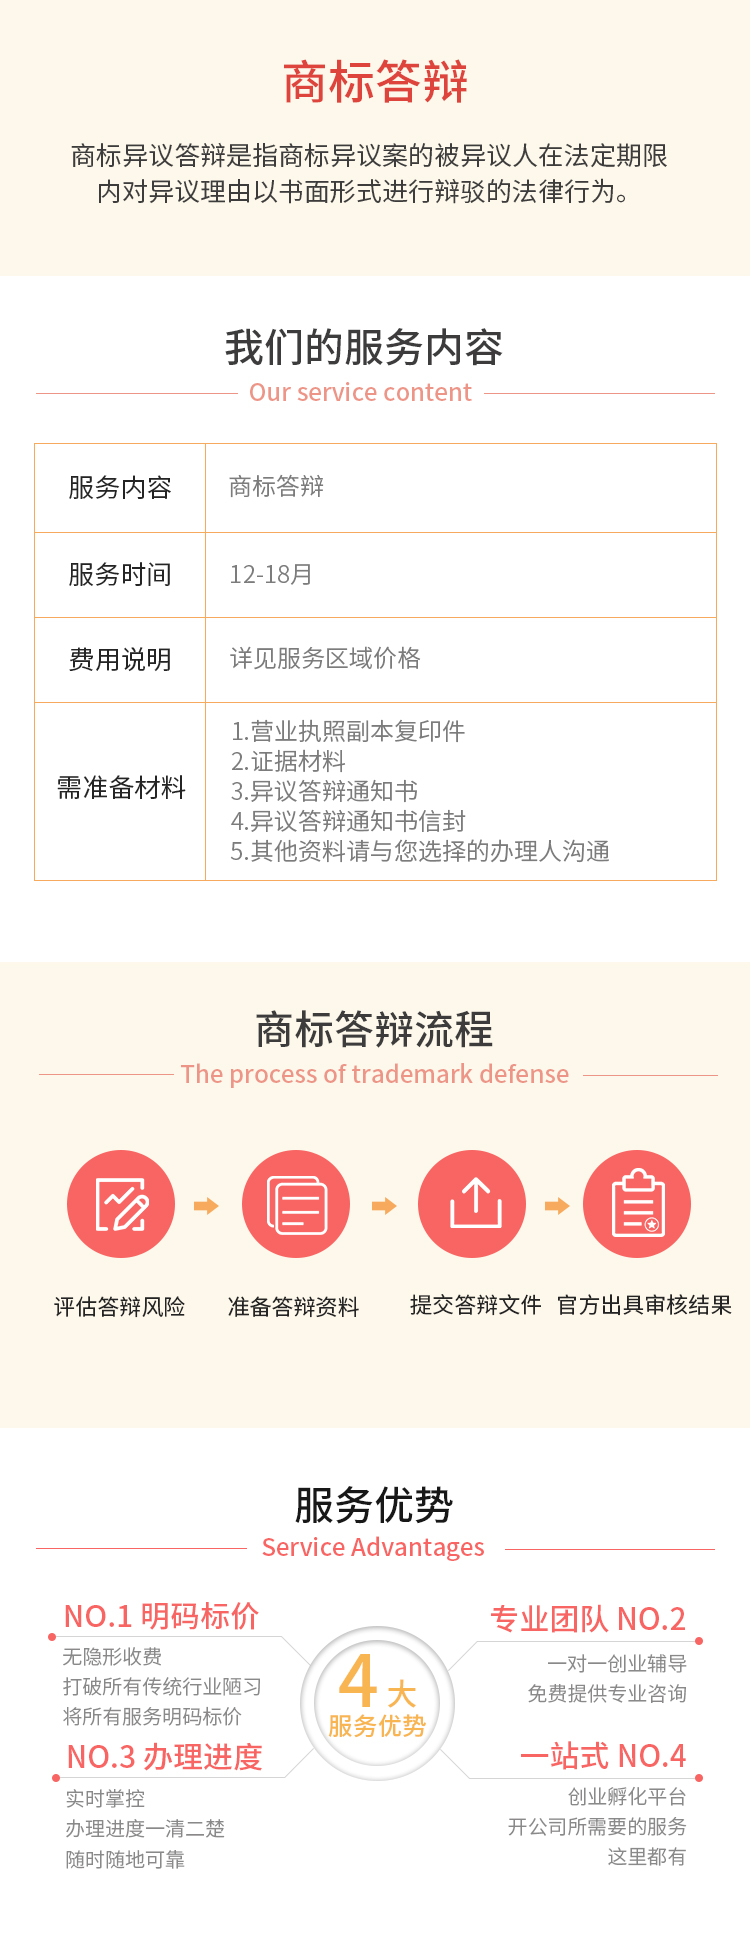 商标答辩
商标异议答辩是指商标异议案的被异议人在法定期限
内对异议理由以书面形式进行辩驳的法律行为。
我们的服务内容
Our service content
服务内容
商标答辩
服务时间
12-18月
费用说明
详见服务区域价格
需准备材料
1.营业执照副本复印件
2.证据材料
3.异议答辩通知书
4.异议答辩通知书信封
5.其他资料请与您选择的办理人沟通
商标答辩流程
The process of trademark defense
评估答辩风险
准备答辩资料
提交答辩文件
官方出具审核结果
服务优势
Service Advantages
NO.1 明码标价
无隐形收费
打破所有传统行业陋习
将所有服务明码标价
专业团队 NO.2
一对一创业辅导
免费提供专业咨询
4大
服务优势
NO.3 办理进度
实时掌控
办理进度一清二楚
随时随地可靠
一站式 NO.4
创业孵化平台
开公司所需要的服务
这里都有